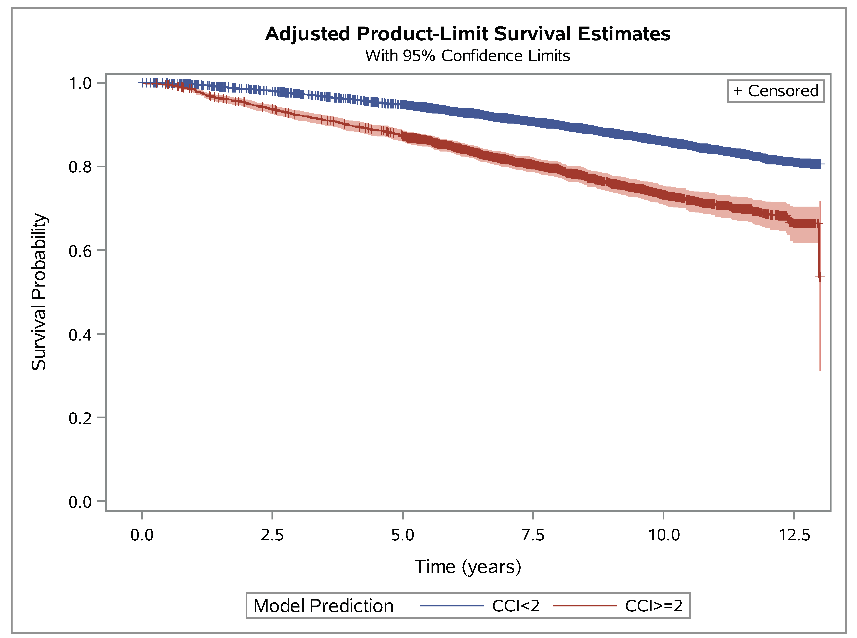 Adjusted Product-Limit Survival Estimates
With 95% Confidence Limits
+ Censored
1.0
0.8
0.6
0.4
0.2
0.0
Survival Probability
0.0 2.5 5.0 7.5 10.0 12.5
Time (years)
Model Prediction CCI<2 CCI>=2